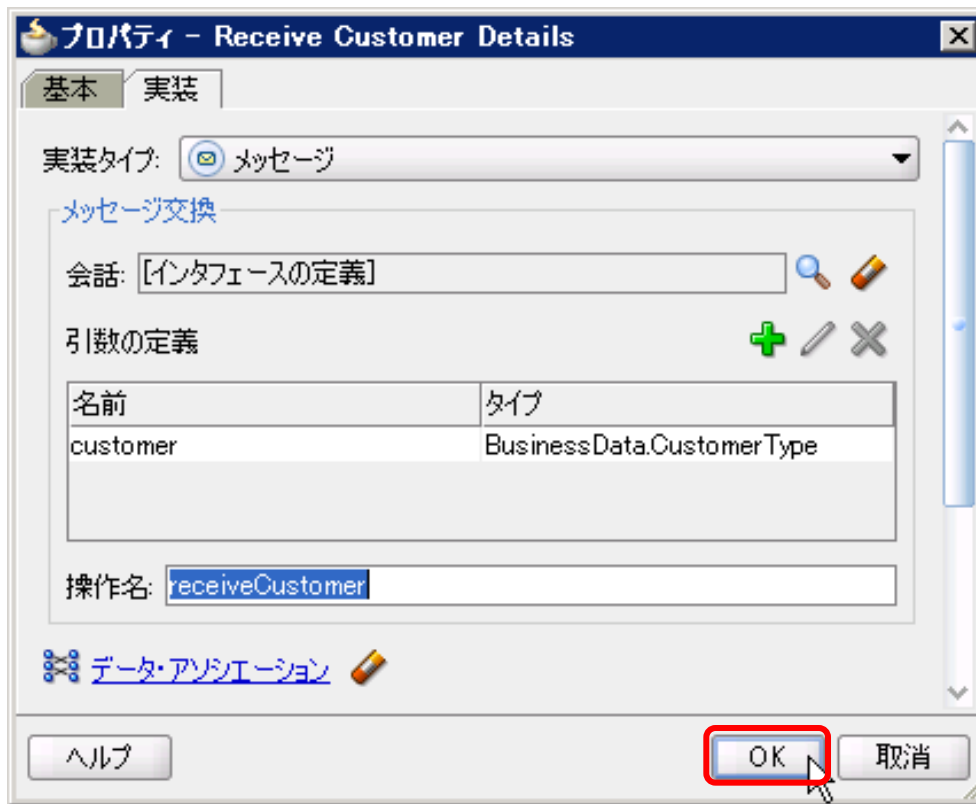 プロパティ - Receive Customer Details
基本 実装
実装タイプ: メッセージ
メッセージ交換
会話: [インタフェースの定義]
引数の定義
名前 タイプ
customer BusinessData.CustomerType
操作名: receiveCustomer
データ・アソシエーション
ヘルプ OK 取消